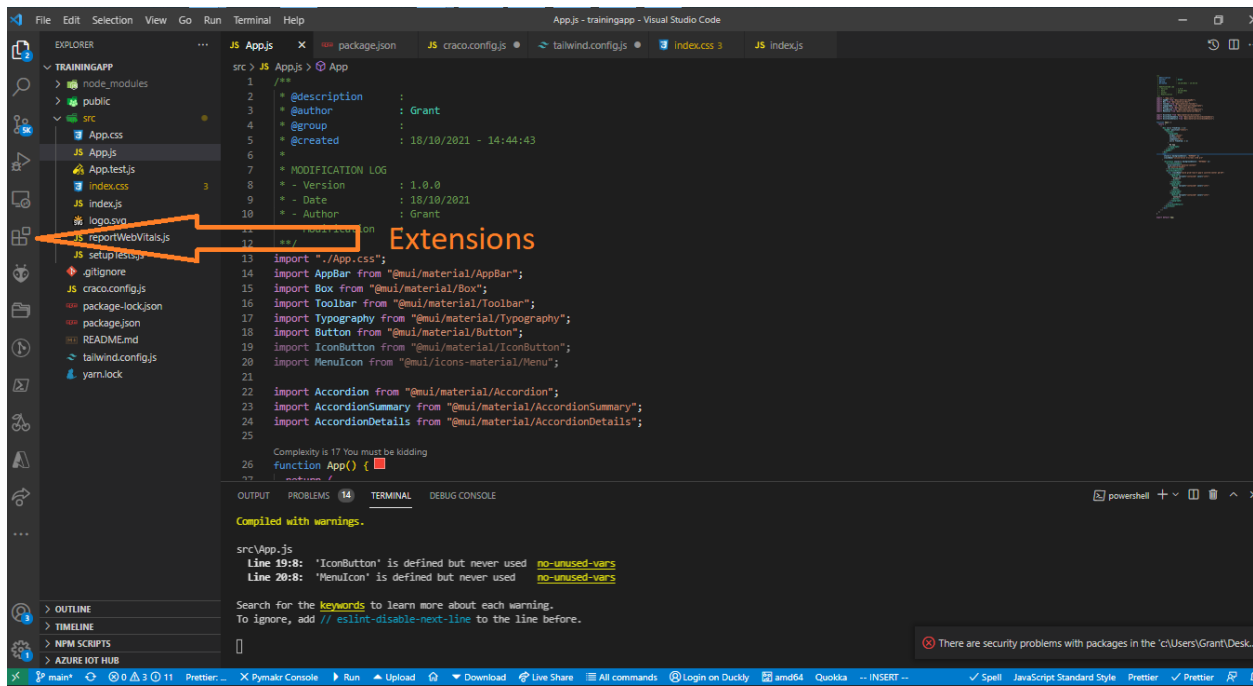 File Edit Selection View Go Run Terminal Help
App.js - trainingapp - Visual Studio Code
EXPLORER
TRAININGAPP
node_modules
public
src
App.css
App.js
App.test.js
index.css 3
index.js
logo.svg
reportWebVitals.js
setupTests.js
.gitignore
craco.config.js
package-lock.json
package.json
README.md
tailwind.config.js
yarn.lock
OUTLINE
TIMELINE
NPM SCRIPTS
AZURE IOT HUB
2
5K
3
1
App.js package.json craco.config.js tailwind.config.js index.css 3 index.js
src > JS App.js > App
1 /**
2 * @description :
3 * @author : Grant
4 * @group :
5 * @created : 18/10/2021 - 14:44:43
6 *
7 * MODIFICATION LOG
8 * - Version : 1.0.0
9 * - Date : 18/10/2021
10 * - Author : Grant
11 Modification
12 **/
13 import "./App.css";
14 import AppBar from "@mui/material/AppBar";
15 import Box from "@mui/material/Box";
16 import Toolbar from "@mui/material/Toolbar";
17 import Typography from "@mui/material/Typography";
18 import Button from "@mui/material/Button";
19 import IconButton from "@mui/material/IconButton";
20 import MenuIcon from "@mui/icons-material/Menu";
21
22 import Accordion from "@mui/material/Accordion";
23 import AccordionSummary from "@mui/material/AccordionSummary";
24 import AccordionDetails from "@mui/material/AccordionDetails";
25
Complexity is 17 You must be kidding
26 function App() {
27 return (
Extensions
OUTPUT PROBLEMS 14 TERMINAL DEBUG CONSOLE
powershell
Compiled with warnings.
src\App.js
Line 19:8: 'IconButton' is defined but never used no-unused-vars
Line 20:8: 'MenuIcon' is defined but never used no-unused-vars
Search for the keywords to learn more about each warning.
To ignore, add // eslint-disable-next-line to the line before.
There are security problems with packages in the 'c:\Users\Grant\Desk...
main* 0 3 11 Prettier: ... Pymakr Console Run Upload Download Live Share All commands Login on Duckly amd64 Quokka -- INSERT -- Spell JavaScript Standard Style Prettier Prettier